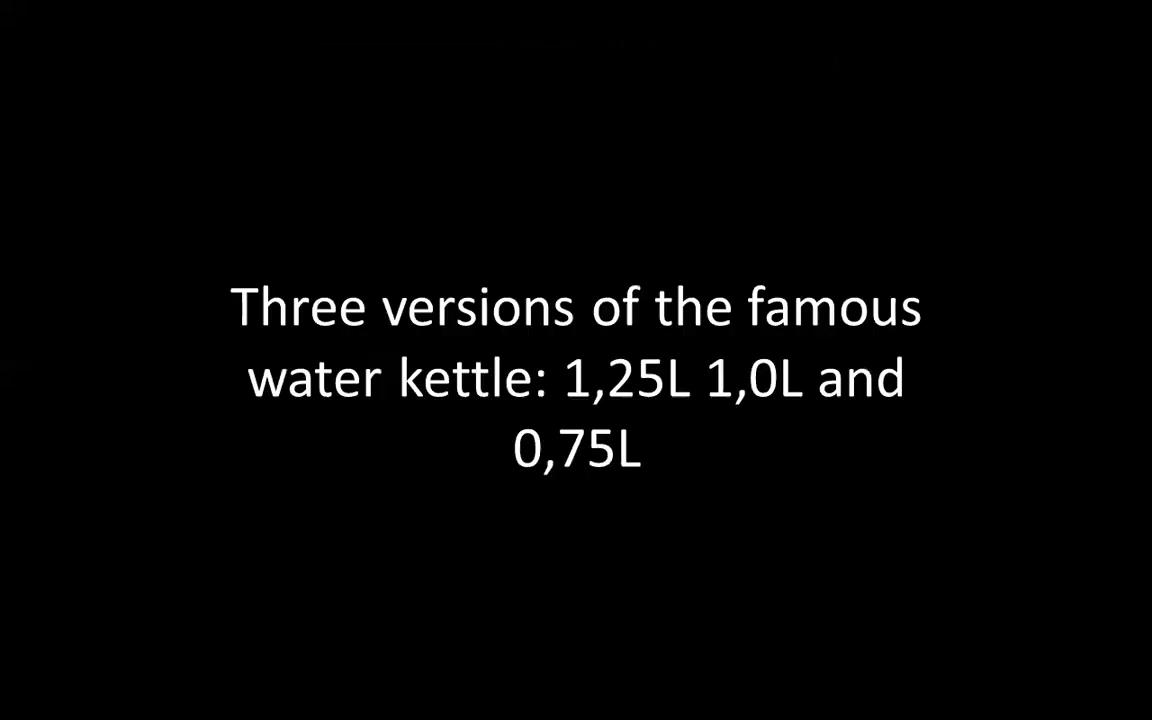 Three versions of the famous
water kettle: 1,25L 1,0L and
0,75L